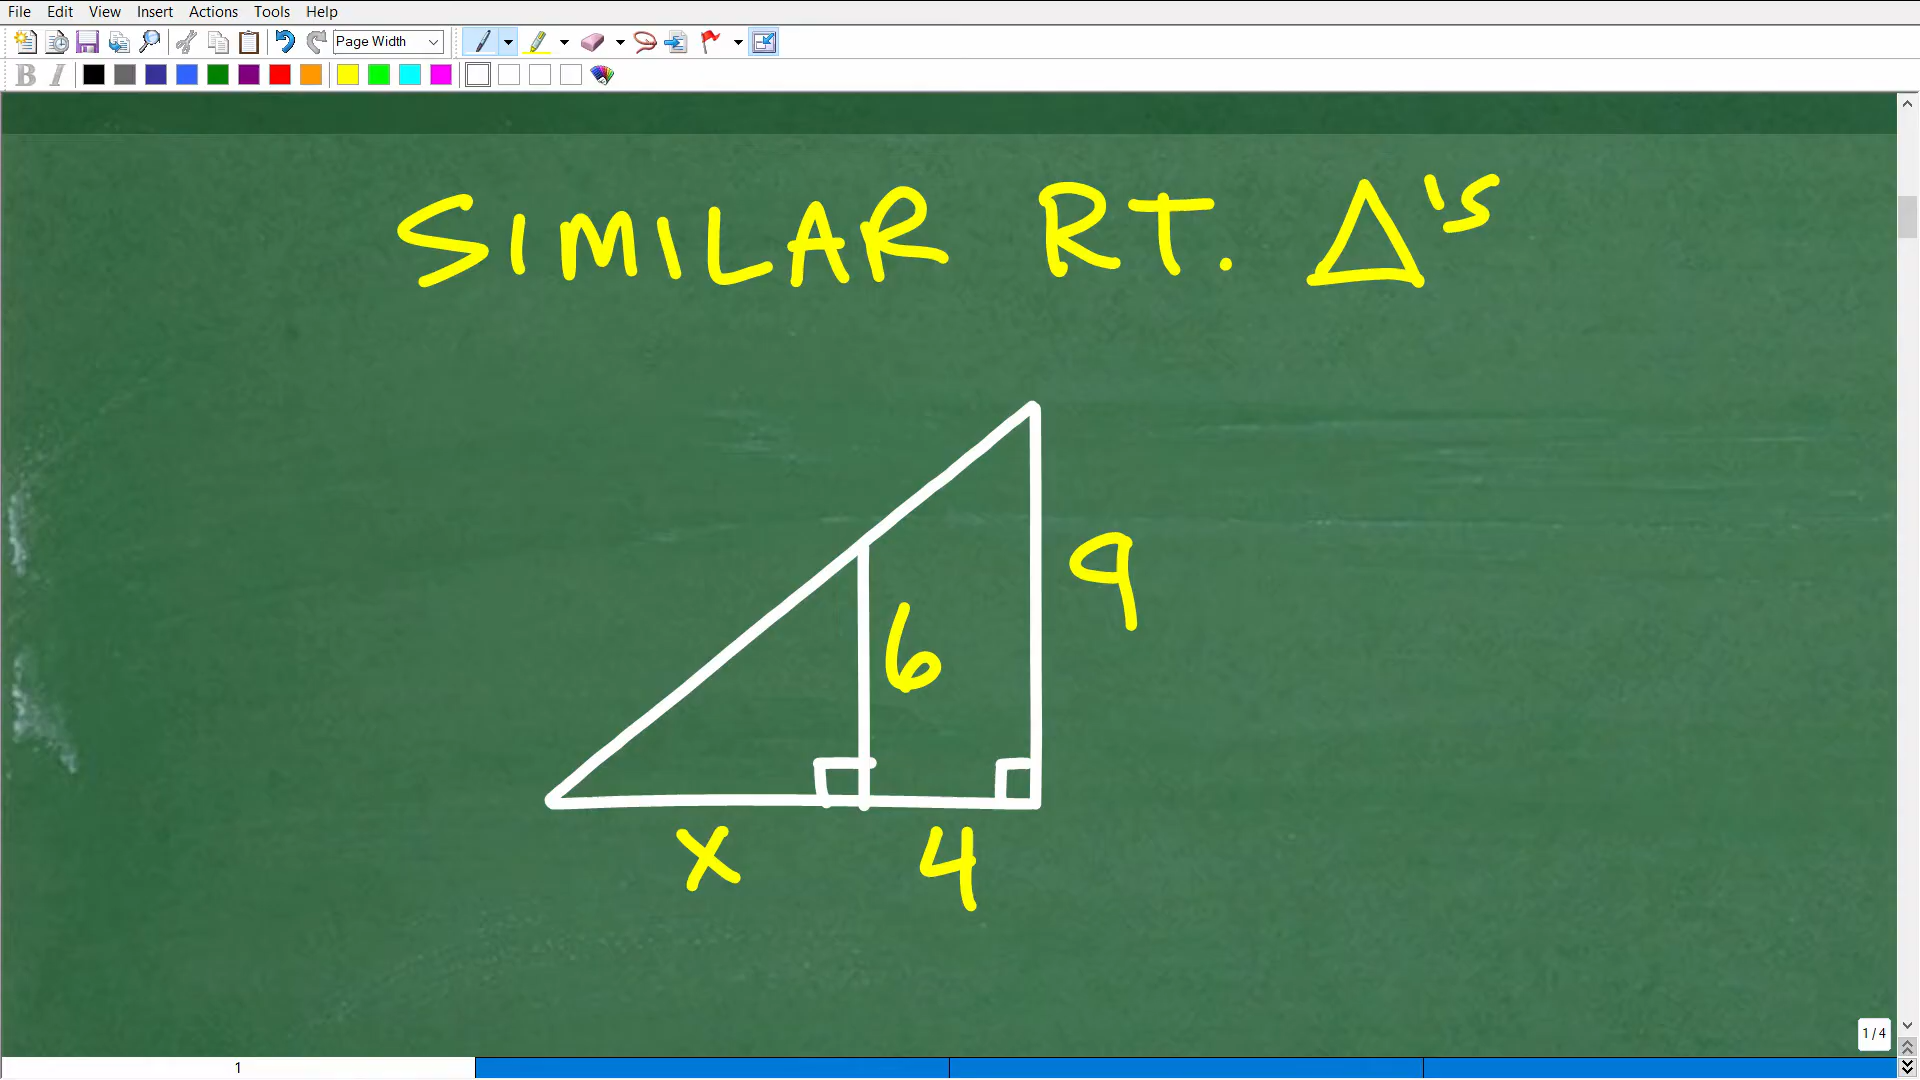 File Edit View Insert Actions Tools Help
Page Width
B I
SIMILAR RT. Δ'S
9
6
x 4
1 / 4
1